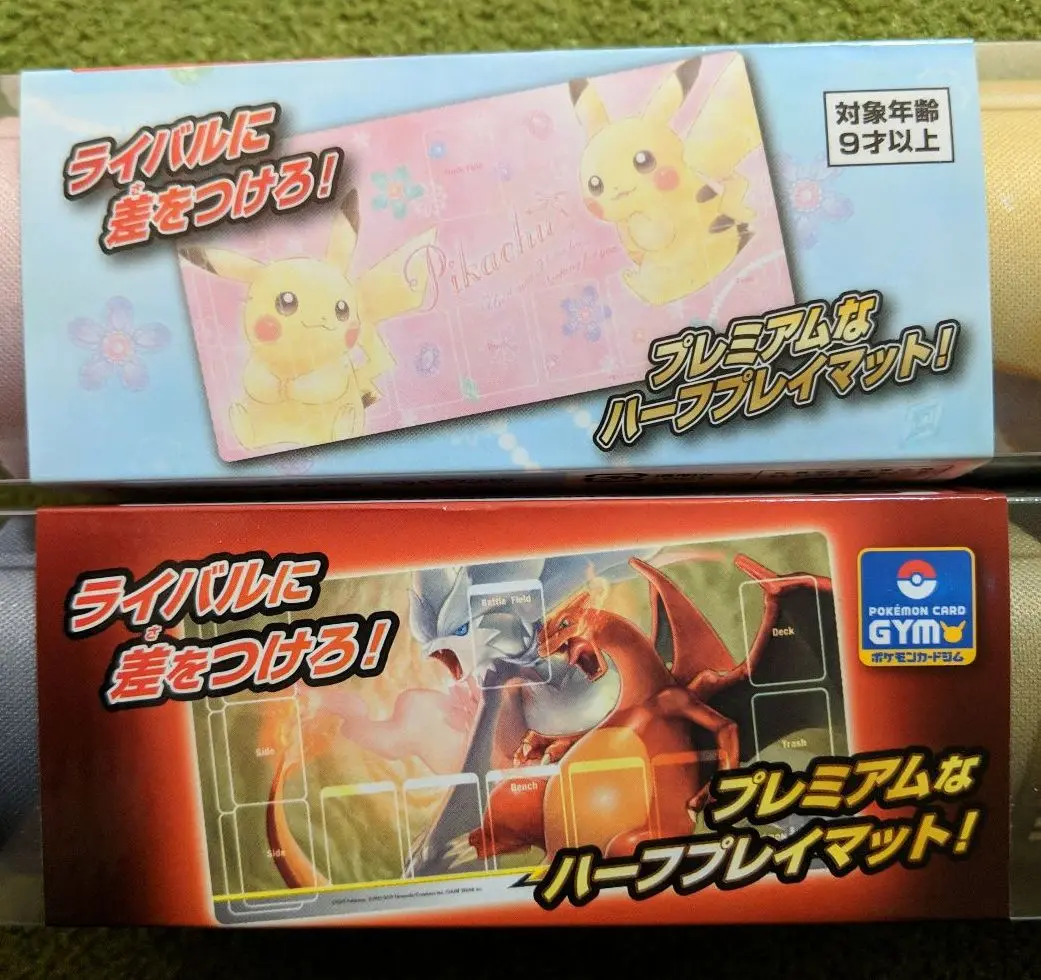 ライバルに
差をつけろ!
対象年齢
9才以上
Pikachu
プレミアムな
ハーフプレイマット!
ライバルに
差をつけろ!
Battle Field
Deck
POKÉMON CARD
GYM
ポケモンカードジム
Side
Trash
Bench
Side
プレミアムな
ハーフプレイマット!